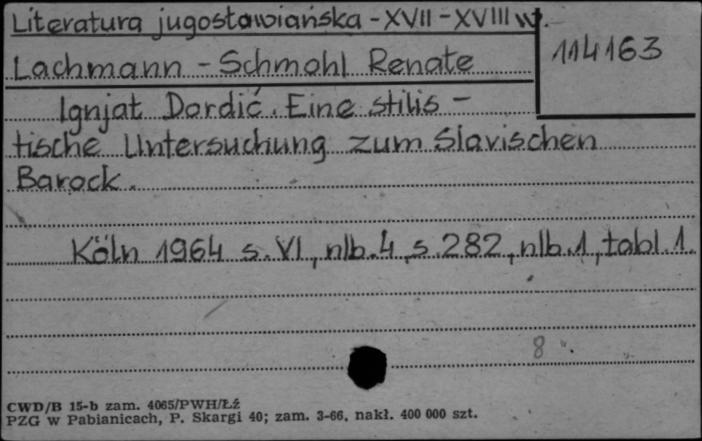 Literatura jugosławiańska - XVII - XVIII w.
114163
Lachmann - Schmohl Renate
Ignjat Dordić. Eine stilis -
tische Untersuchung zum Slavischen
Barock.
Köln 1964 s. VI, nlb. 4, s. 282, nlb. 1, tabl. 1.
8°.
CWD/B 15-b zam. 4065/PWH/Łź
PZG w Pabianicach, P. Skargi 40; zam. 3-66, nakł. 400 000 szt.